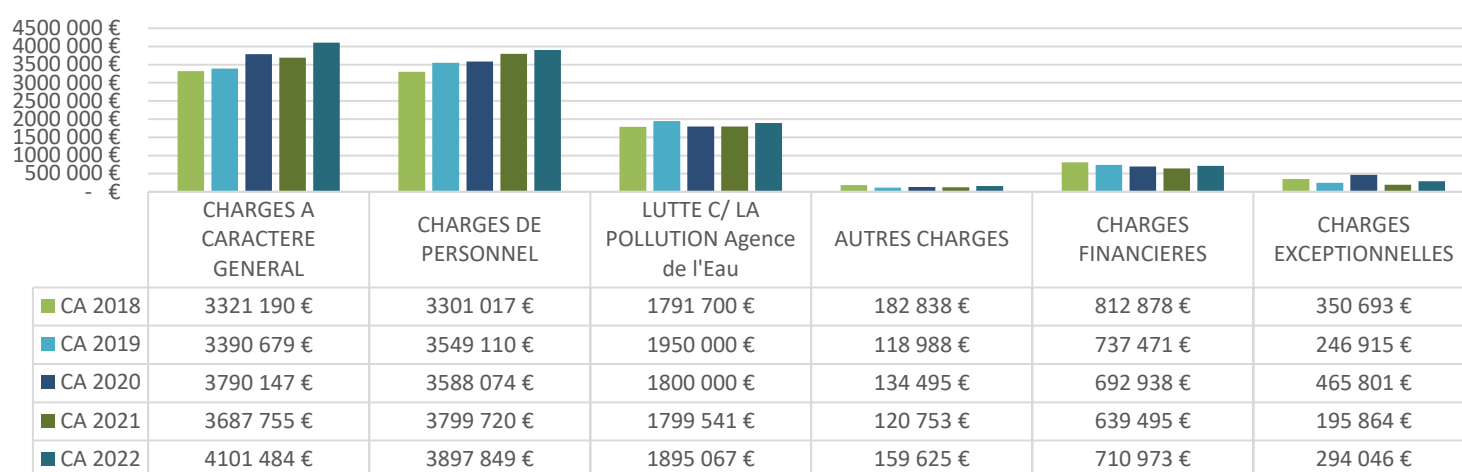 4500 000 €
4000 000 €
3500 000 €
3000 000 €
2500 000 €
2000 000 €
1500 000 €
1000 000 €
500 000 €
- €
CHARGES A CARACTERE GENERAL
CHARGES DE PERSONNEL
LUTTE C/ LA POLLUTION Agence de l'Eau
AUTRES CHARGES
CHARGES FINANCIERES
CHARGES EXCEPTIONNELLES
CA 2018 3321 190 € 3301 017 € 1791 700 € 182 838 € 812 878 € 350 693 €
CA 2019 3390 679 € 3549 110 € 1950 000 € 118 988 € 737 471 € 246 915 €
CA 2020 3790 147 € 3588 074 € 1800 000 € 134 495 € 692 938 € 465 801 €
CA 2021 3687 755 € 3799 720 € 1799 541 € 120 753 € 639 495 € 195 864 €
CA 2022 4101 484 € 3897 849 € 1895 067 € 159 625 € 710 973 € 294 046 €